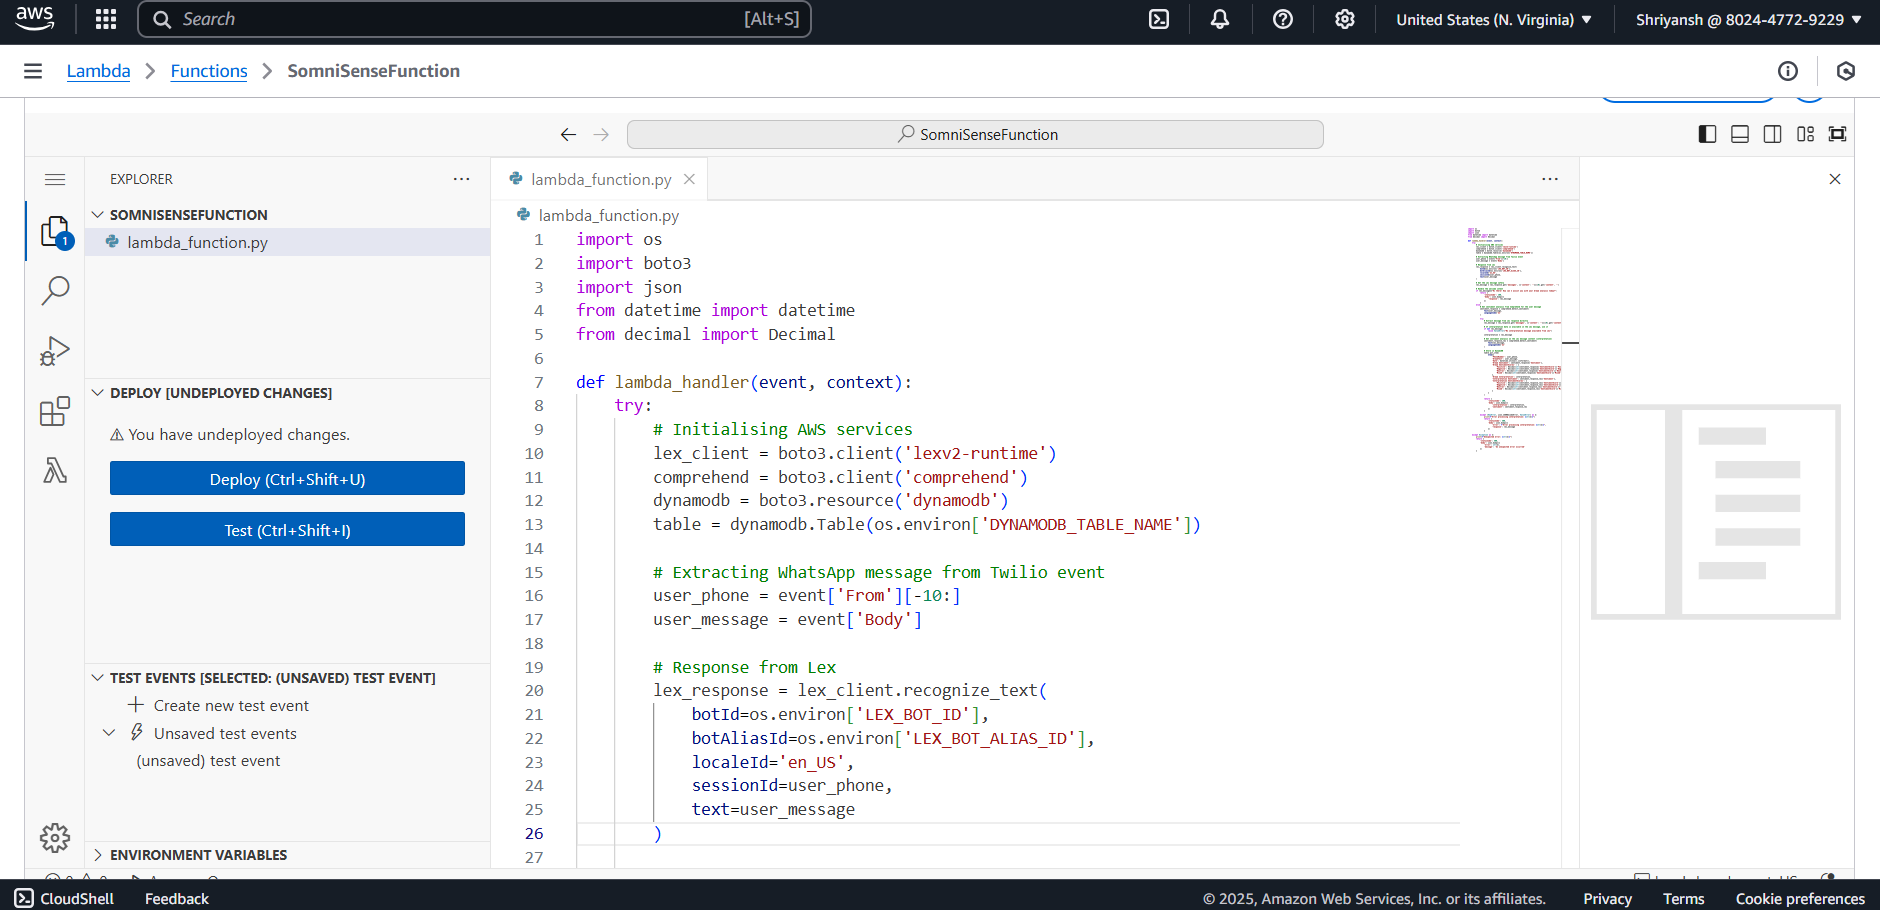 aws
Search
[Alt+S]
United States (N. Virginia)
Shriyansh @ 8024-4772-9229
Lambda
Functions
SomniSenseFunction
SomniSenseFunction
EXPLORER
SOMNISENSEFUNCTION
lambda_function.py
1
DEPLOY [UNDEPLOYED CHANGES]
You have undeployed changes.
Deploy (Ctrl+Shift+U)
Test (Ctrl+Shift+I)
TEST EVENTS [SELECTED: (UNSAVED) TEST EVENT]
Create new test event
Unsaved test events
(unsaved) test event
ENVIRONMENT VARIABLES
lambda_function.py
lambda_function.py
1 import os
2 import boto3
3 import json
4 from datetime import datetime
5 from decimal import Decimal
6
7 def lambda_handler(event, context):
8 try:
9 # Initialising AWS services
10 lex_client = boto3.client('lexv2-runtime')
11 comprehend = boto3.client('comprehend')
12 dynamodb = boto3.resource('dynamodb')
13 table = dynamodb.Table(os.environ['DYNAMODB_TABLE_NAME'])
14
15 # Extracting WhatsApp message from Twilio event
16 user_phone = event['From'][-10:]
17 user_message = event['Body']
18
19 # Response from Lex
20 lex_response = lex_client.recognize_text(
21 botId=os.environ['LEX_BOT_ID'],
22 botAliasId=os.environ['LEX_BOT_ALIAS_ID'],
23 localeId='en_US',
24 sessionId=user_phone,
25 text=user_message
26 )
27
CloudShell
Feedback
© 2025, Amazon Web Services, Inc. or its affiliates.
Privacy
Terms
Cookie preferences